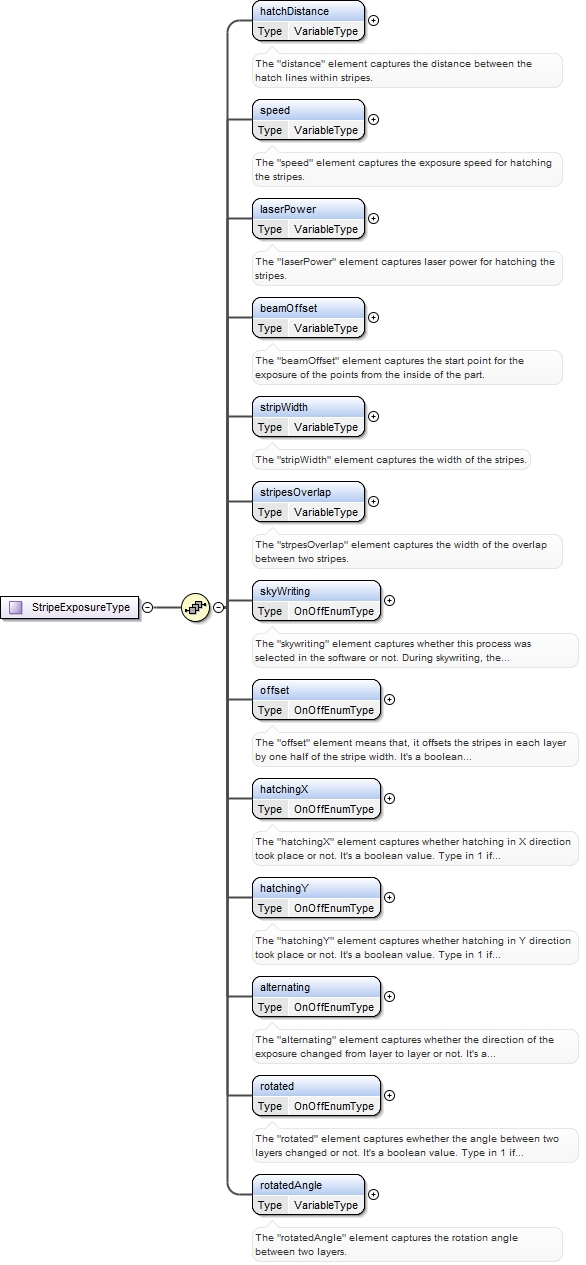 hatchDistance
Type VariableType
The "distance" element captures the distance between the
hatch lines within stripes.
speed
Type VariableType
The "speed" element captures the exposure speed for hatching
the stripes.
laserPower
Type VariableType
The "laserPower" element captures laser power for hatching the
stripes.
beamOffset
Type VariableType
The "beamOffset" element captures the start point for the
exposure of the points from the inside of the part.
stripWidth
Type VariableType
The "stripWidth" element captures the width of the stripes.
stripesOverlap
Type VariableType
The "strpesOverlap" element captures the width of the overlap
between two stripes.
StripeExposureType
skyWriting
Type OnOffEnumType
The "skywriting" element captures whether this process was
selected in the software or not. During skywriting, the...
offset
Type OnOffEnumType
The "offset" element means that, it offsets the stripes in each layer
by one half of the stripe width. It's a boolean...
hatchingX
Type OnOffEnumType
The "hatchingX" element captures whether hatching in X direction
took place or not. It's a boolean value. Type in 1 if...
hatchingY
Type OnOffEnumType
The "hatchingY" element captures whether hatching in Y direction
took place or not. It's a boolean value. Type in 1 if...
alternating
Type OnOffEnumType
The "alternating" element captures whether the direction of the
exposure changed from layer to layer or not. It's a...
rotated
Type OnOffEnumType
The "rotated" element captures ewhether the angle between two
layers changed or not. It's a boolean value. Type in 1 if...
rotatedAngle
Type VariableType
The "rotatedAngle" element captures the rotation angle
between two layers.